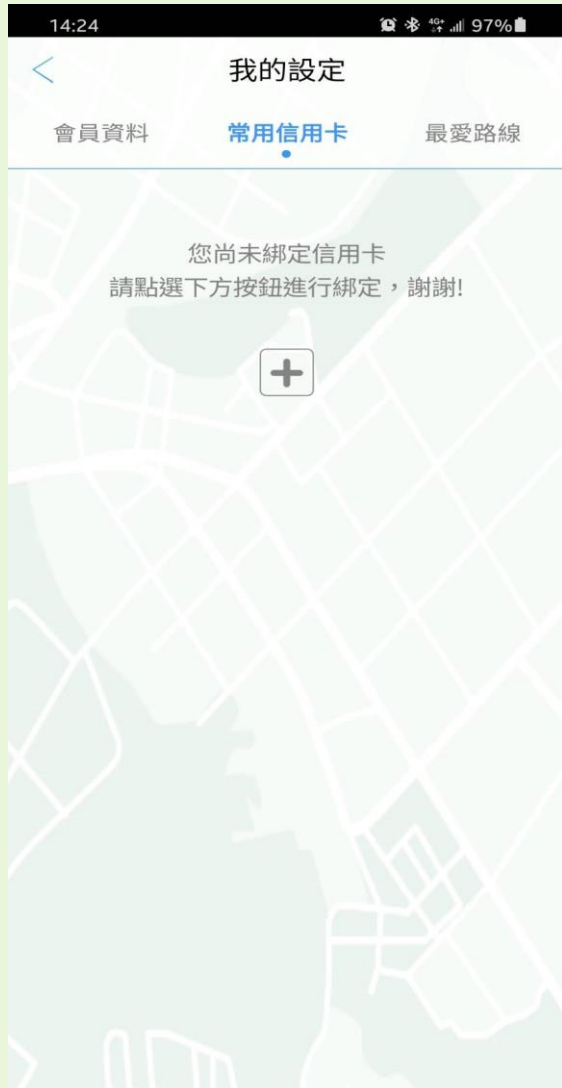 14:24
4G+ 97%
我的設定
會員資料 常用信用卡 最愛路線
您尚未綁定信用卡
請點選下方按鈕進行綁定，謝謝!